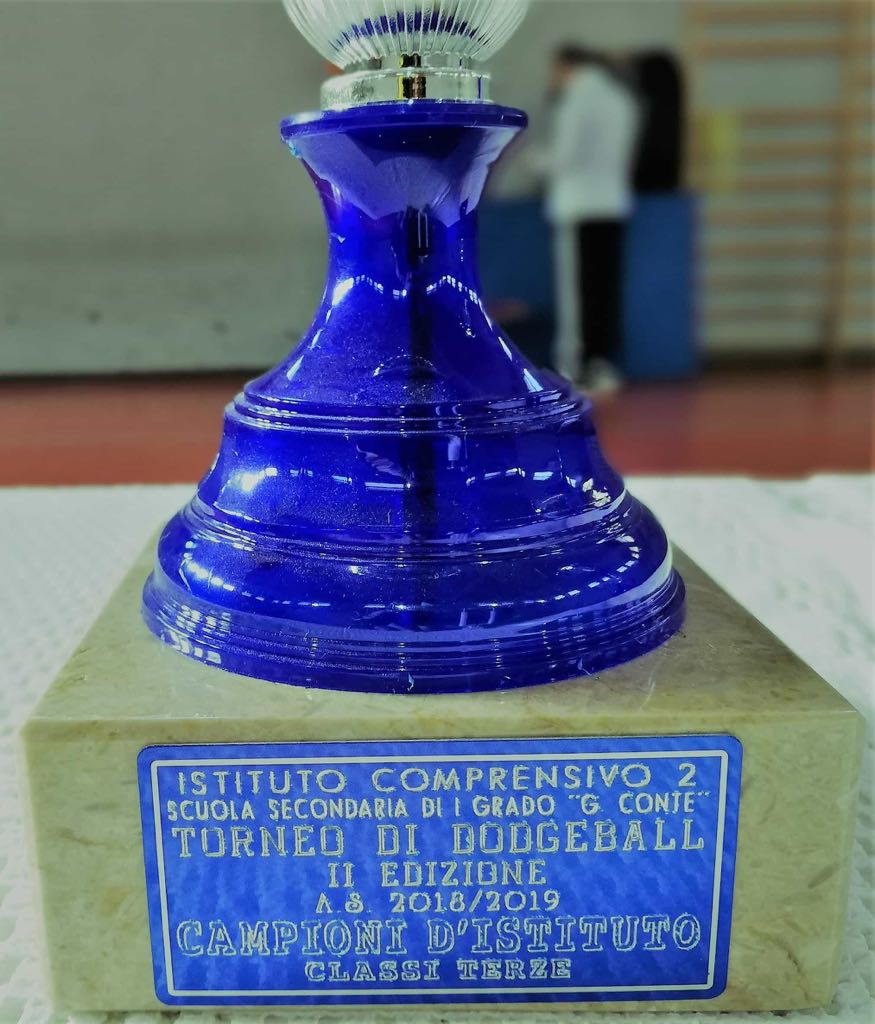 ISTITUTO COMPRENSIVO 2
SCUOLA SECONDARIA DI I GRADO "G. CONTE"
TORNEO DI DODGEBALL
II EDIZIONE
A.S. 2018/2019
CAMPIONI D'ISTITUTO
CLASSI TERZE